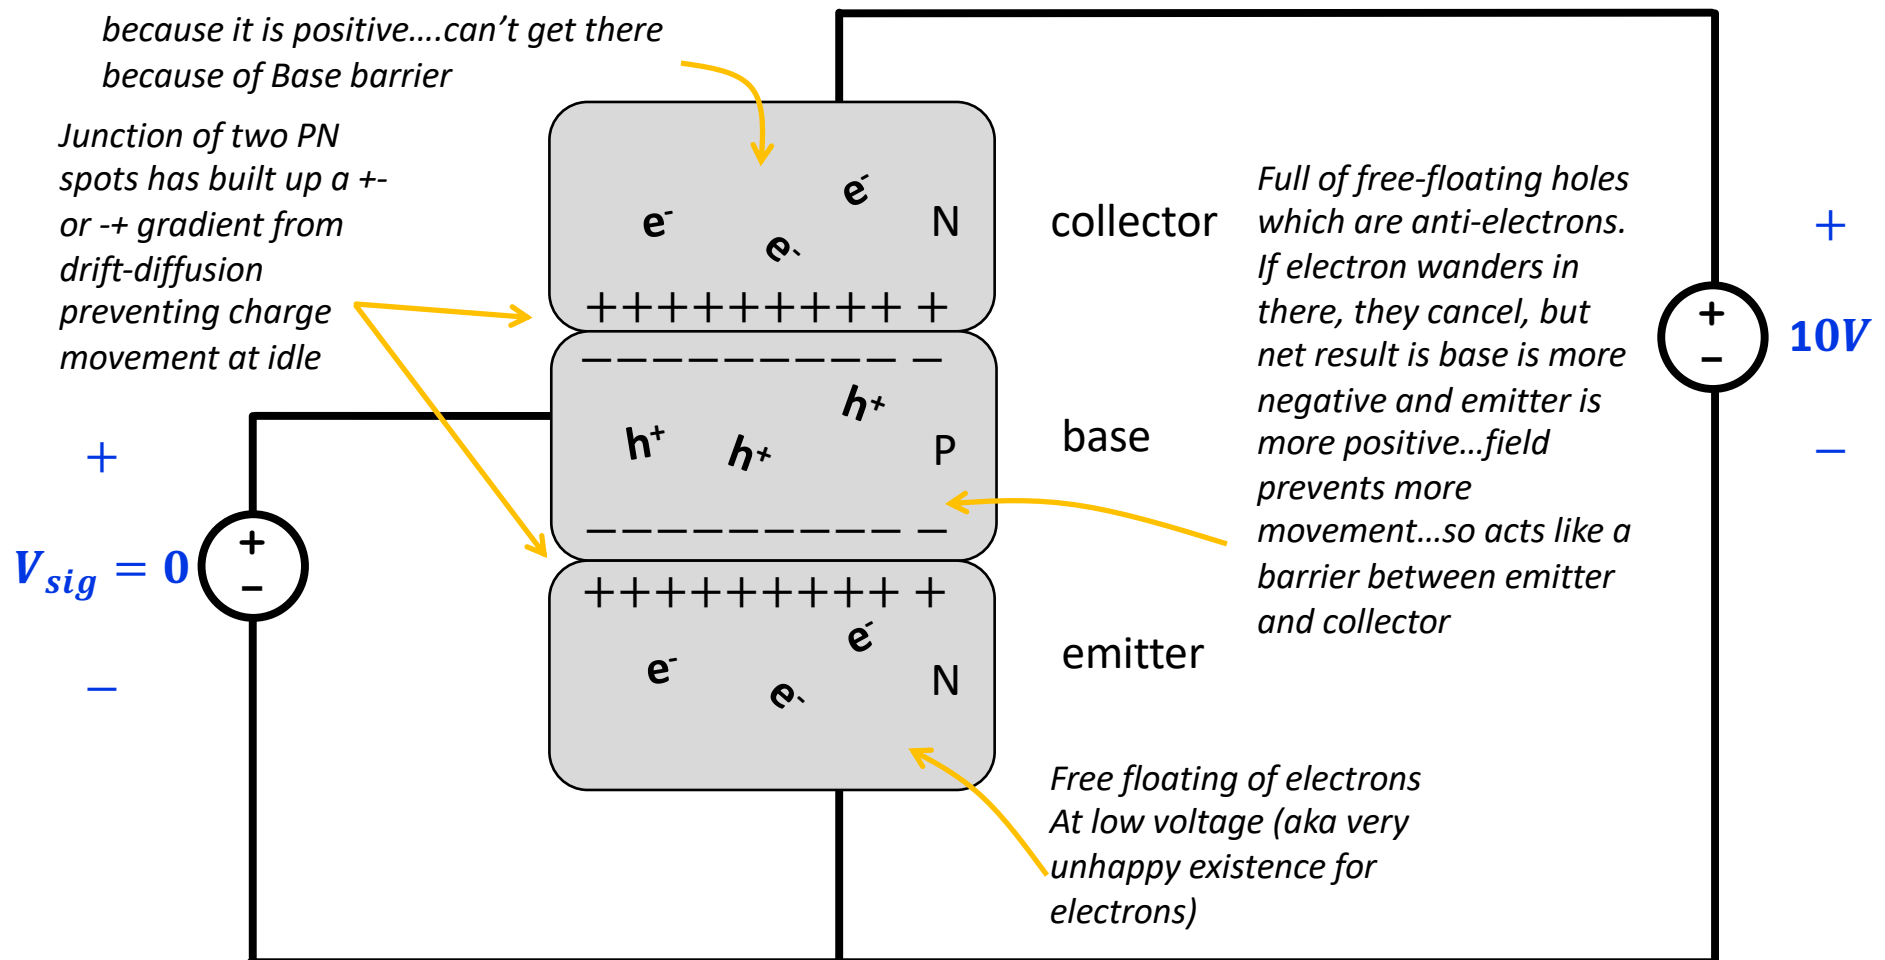 because it is positive....can't get there
because of Base barrier
Junction of two PN
spots has built up a +-
or -+ gradient from
drift-diffusion
preventing charge
movement at idle
e- e- e- N
+ + + + + + + + + +
collector
— — — — — — — — — —
h+ h+ h+ P
— — — — — — — — — —
base
+ + + + + + + + + +
e- e- e- N
emitter
Full of free-floating holes
which are anti-electrons.
If electron wanders in
there, they cancel, but
net result is base is more
negative and emitter is
more positive...field
prevents more
movement...so acts like a
barrier between emitter
and collector
Free floating of electrons
At low voltage (aka very
unhappy existence for
electrons)
+
Vsig = 0
−
+
−
+
10V
−
+
−